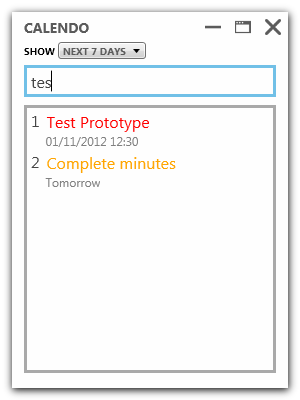 CALENDO
SHOW NEXT 7 DAYS
tes
1 Test Prototype
01/11/2012 12:30
2 Complete minutes
Tomorrow